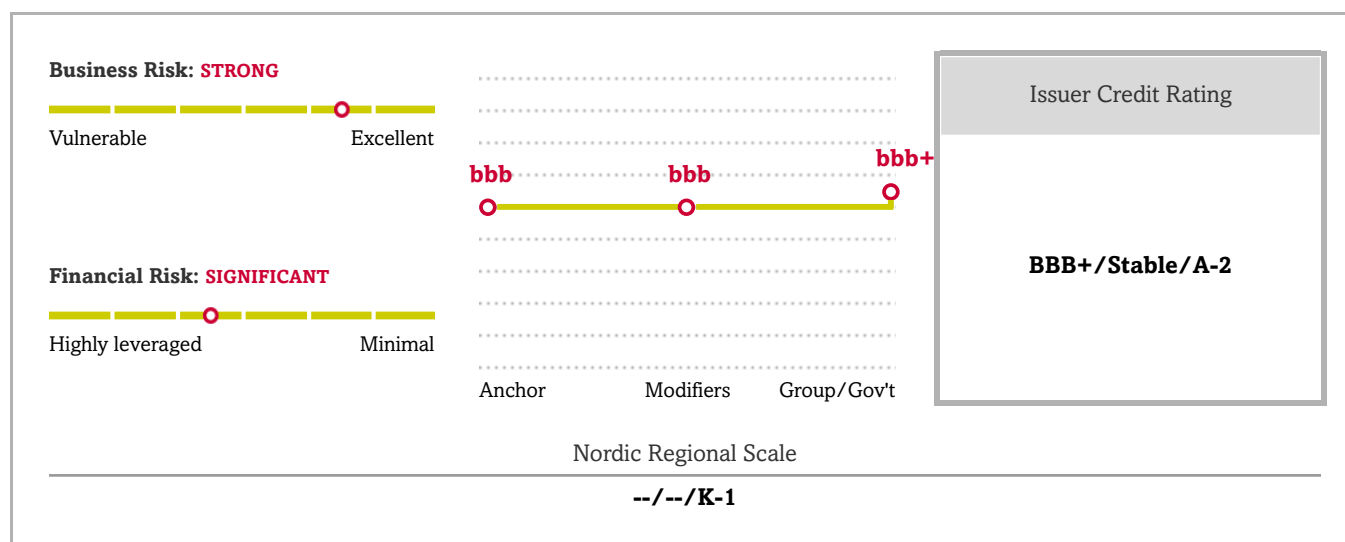 Business Risk: STRONG
Vulnerable Excellent
Financial Risk: SIGNIFICANT
Highly leveraged Minimal
bbb bbb bbb+
Anchor Modifiers Group/Gov't
Issuer Credit Rating
BBB+/Stable/A-2
Nordic Regional Scale
--/--/K-1